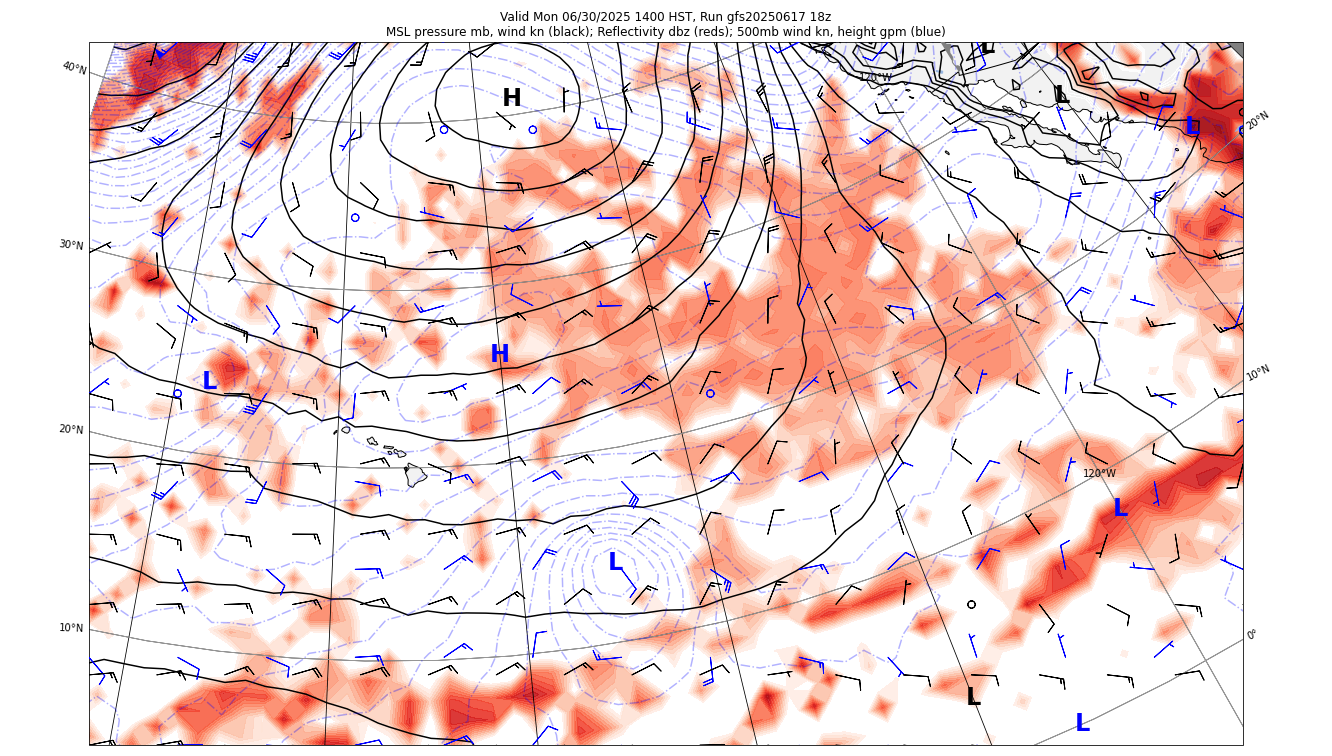 Valid Mon 06/30/2025 1400 HST, Run gfs20250617 18z
MSL pressure mb, wind kn (black); Reflectivity dbz (reds); 500mb wind kn, height gpm (blue)
L
40°N
120°W
H
L
L
20°N
30°N
H
L
10°N
20°N
120°W
L
L
10°N
0°
L
L